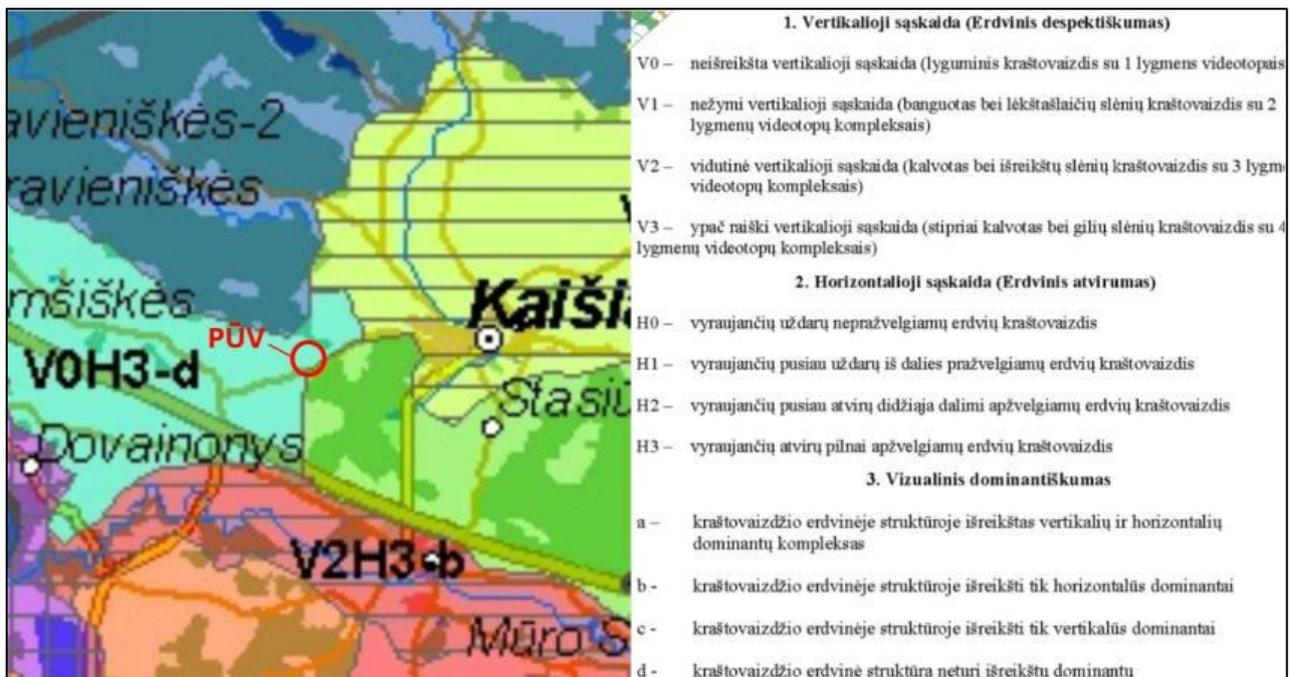 avieniškės-2
ravieniškės
mšiškės
PŪV
V0H3-d
Dovainonys
Kaiši
Stasiū
V2H3-b
Mūro S
1. Vertikalioji sąskaida (Erdvinis despektiškumas)
V0 – neišreikšta vertikalioji sąskaida (lyguminis kraštovaizdis su 1 lygmens videotopais
V1 – nežymi vertikalioji sąskaida (banguotas bei lėkštašlaičių slėnių kraštovaizdis su 2
lygmenų videotopų kompleksais)
V2 – vidutinė vertikalioji sąskaida (kalvotas bei išreikštų slėnių kraštovaizdis su 3 lygm
videotopų kompleksais)
V3 – ypač raiški vertikalioji sąskaida (stipriai kalvotas bei gilių slėnių kraštovaizdis su 4
lygmenų videotopų kompleksais)
2. Horizontalioji sąskaida (Erdvinis atvirumas)
H0 – vyraujančių uždarų nepražvelgiamų erdvių kraštovaizdis
H1 – vyraujančių pusiau uždarų iš dalies pražvelgiamų erdvių kraštovaizdis
H2 – vyraujančių pusiau atvirų didžiąja dalimi apžvelgiamų erdvių kraštovaizdis
H3 – vyraujančių atvirų pilnai apžvelgiamų erdvių kraštovaizdis
3. Vizualinis dominantiškumas
a – kraštovaizdžio erdvinėje struktūroje išreikštas vertikalių ir horizontalių
dominantų kompleksas
b - kraštovaizdžio erdvinėje struktūroje išreikšti tik horizontalūs dominantai
c - kraštovaizdžio erdvinėje struktūroje išreikšti tik vertikalūs dominantai
d - kraštovaizdžio erdvinė struktūra neturi išreikštų dominantų